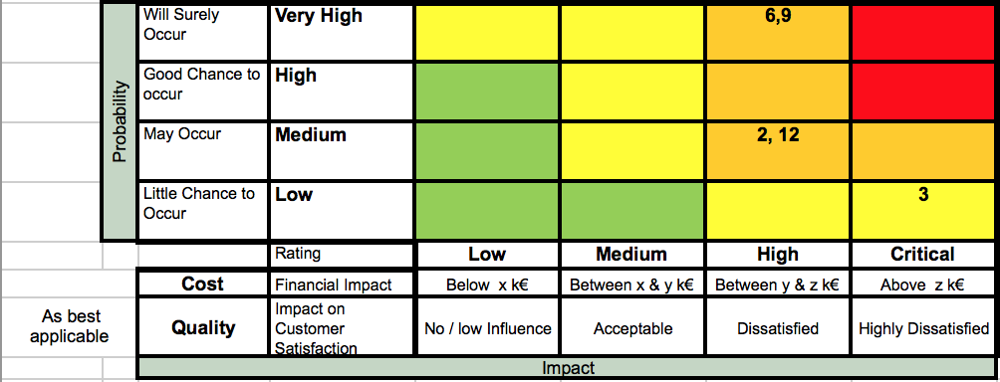 Probability
Will Surely
Occur
Very High
6,9
Good Chance to
occur
High
May Occur
Medium
2, 12
Little Chance to
Occur
Low
3
Rating
Low
Medium
High
Critical
Cost
Financial Impact
Below x k€
Between x & y k€
Between y & z k€
Above z k€
As best
applicable
Quality
Impact on
Customer
Satisfaction
No / low Influence
Acceptable
Dissatisfied
Highly Dissatisfied
Impact